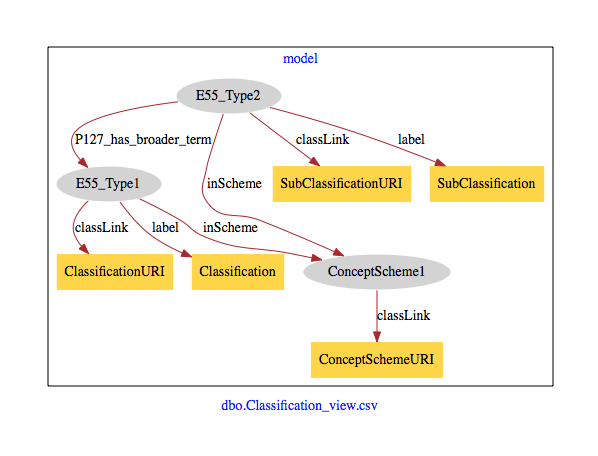 model
E55_Type2
P127_has_broader_term
classLink
label
inScheme
SubClassificationURI
SubClassification
E55_Type1
classLink
label
inScheme
ClassificationURI
Classification
ConceptScheme1
classLink
ConceptSchemeURI
dbo.Classification_view.csv